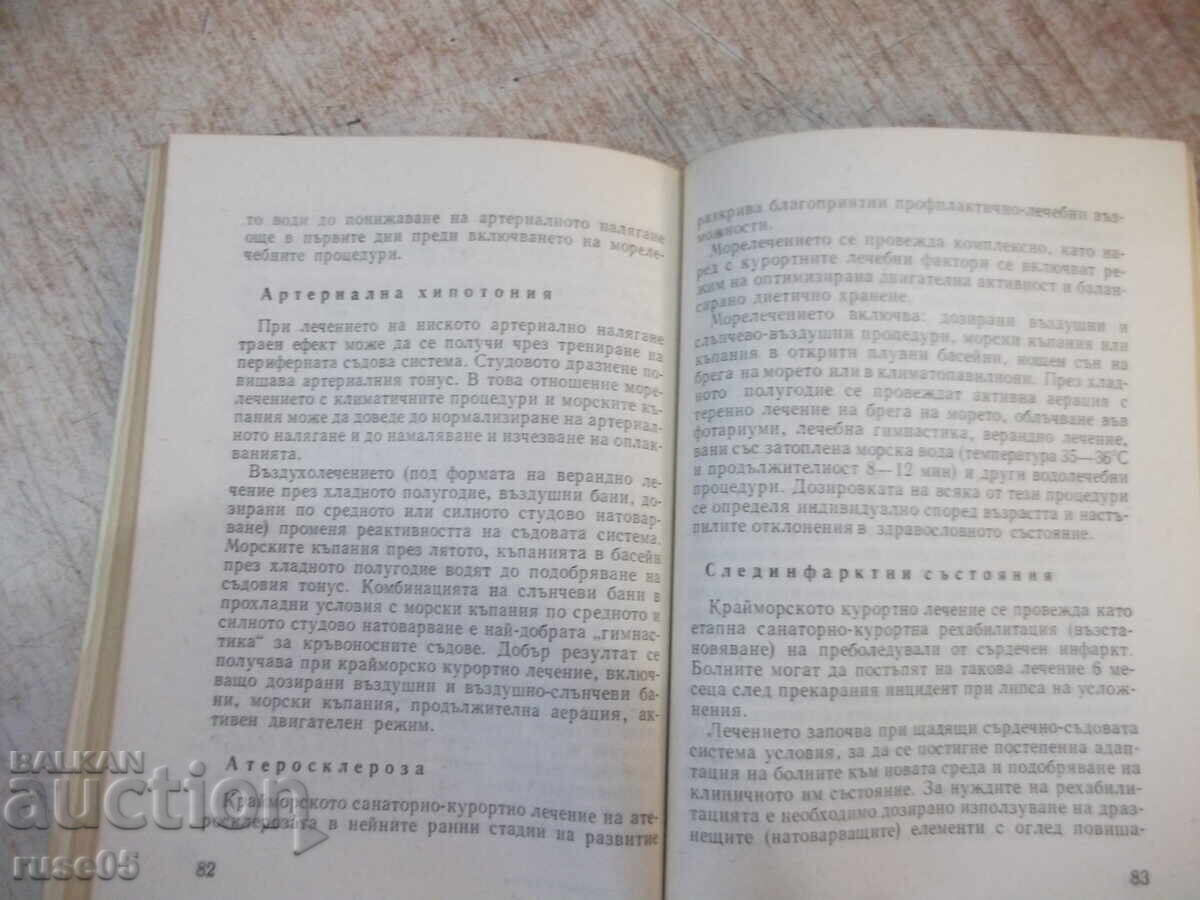 то води до понижаване на артериалното налягане
още в първите дни преди включването на морелечебните процедури.
Артериална хипотония
При лечението на ниското артериално налягане
траен ефект може да се получи чрез трениране на
периферната съдова система. Студовото дразнене по-
вишава артериалния тонус. В това отношение море-
лечението с климатичните процедури и морските къ-
пания може да доведе до нормализиране на артериал-
ното налягане и до намаляване и изчезване на оплак-
ванията.
Въздухолечението (под формата на верандно ле-
чение през хладното полугодие, въздушни бани, до-
зирани по средното или силното студово натовар-
ване) променя реактивността на съдовата система.
Морските къпания през лятото, къпанията в басейн
през хладното полугодие водят до подобряване на
съдовия тонус. Комбинацията на слънчеви бани в
прохладни условия с морски къпания по средното и
силното студово натоварване е най-добрата „гимнас-
тика“ за кръвоносните съдове. Добър резултат се
получава при крайморско курортно лечение, включ-
ващо дозирани въздушни и въздушно-слънчеви ба-
ни, морски къпания, продължителна аерация, ак-
тивен двигателен режим.
Атеросклероза
Крайморското санаторно-курортно лечение на ате-
росклерозата в нейните ранни стадии на развитие
82
разкрива благоприятни профилактично-лечебни въз-
можности.
Морелечението се провежда комплексно, като на-
ред с курортните лечебни фактори се включват ре-
жим на оптимизирана двигателна активност и балан-
сирано диетично хранене.
Морелечението включва: дозирани въздушни и
слънчево-въздушни процедури, морски къпания или
къпания в открити плувни басейни, нощен сън на
брега на морето или в климатопавилиони. През хлад-
ното полугодие се провеждат активна аерация с
теренно лечение на брега на морето, облъчване във
фотариуми, лечебна гимнастика, верандно лечение,
вани със затоплена морска вода (температура 35—36°С
и продължителност 8—12 мин) и други водолечебни
процедури. Дозировката на всяка от тези процедури
се определя индивидуално според възрастта и настъ-
пилите отклонения в здравословното състояние.
Слединфарктни състояния
Крайморското курортно лечение се провежда като
етапна санаторно-курортна рехабилитация (възста-
новяване) на преболедували от сърдечен инфаркт.
Болните могат да постъпят на такова лечение 6 ме-
сеца след прекарания инцидент при липса на услож-
нения.
Лечението започва при щадящи сърдечно-съдовата
система условия, за да се постигне постепенна адап-
тация на болните към новата среда и подобряване на
клиничното им състояние. За нуждите на рехабили-
тацията е необходимо дозирано използуване на драз-
нещите (натоварващите) елементи с оглед повиша-
83
BALKAN
auction
ruse05